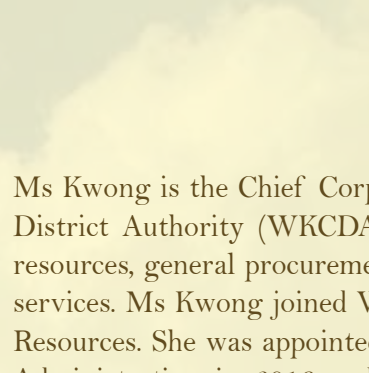 Ms Kwong is the Chief Corp
District Authority (WKCDA
resources, general procureme
services. Ms Kwong joined
Resources. She was appointe